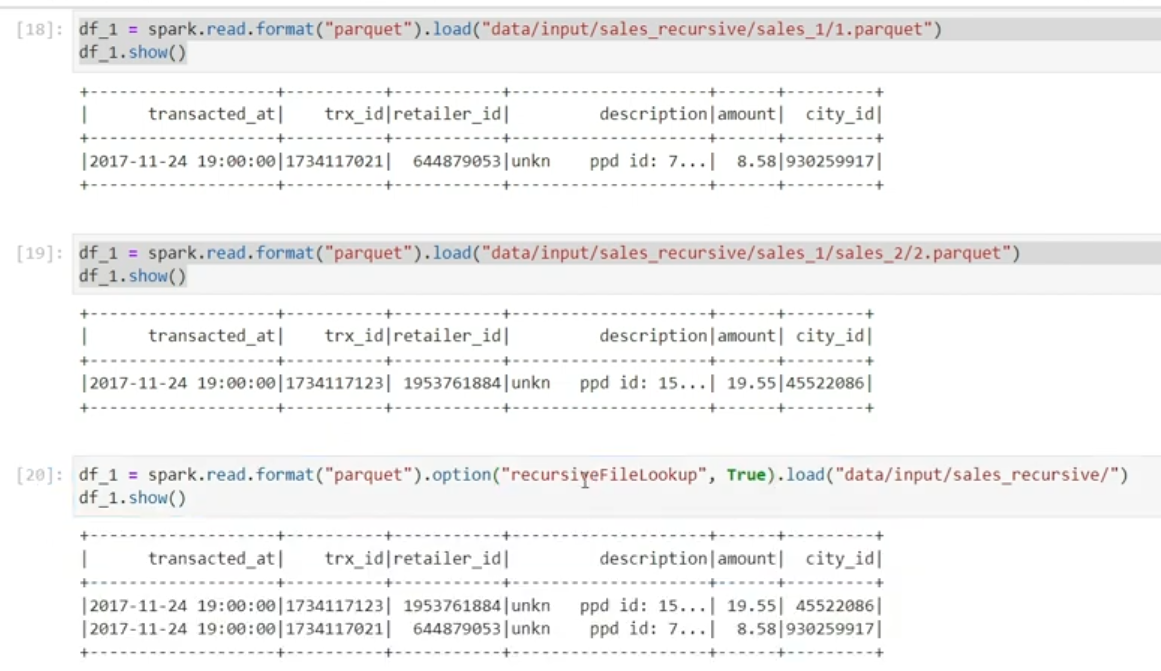 [18]: df_1 = spark.read.format("parquet").load("data/input/sales_recursive/sales_1/1.parquet")
df_1.show()
+-------------------+----------+-----------+--------------------+------+---------+
|      transacted_at|    trx_id|retailer_id|         description|amount|  city_id|
+-------------------+----------+-----------+--------------------+------+---------+
|2017-11-24 19:00:00|1734117021|  644879053|unkn    ppd id: 7...|  8.58|930259917|
+-------------------+----------+-----------+--------------------+------+---------+
[19]: df_1 = spark.read.format("parquet").load("data/input/sales_recursive/sales_1/sales_2/2.parquet")
df_1.show()
+-------------------+----------+-----------+--------------------+------+--------+
|      transacted_at|    trx_id|retailer_id|         description|amount| city_id|
+-------------------+----------+-----------+--------------------+------+--------+
|2017-11-24 19:00:00|1734117123| 1953761884|unkn   ppd id: 15...| 19.55|45522086|
+-------------------+----------+-----------+--------------------+------+--------+
[20]: df_1 = spark.read.format("parquet").option("recursiveFileLookup", True).load("data/input/sales_recursive/")
df_1.show()
+-------------------+----------+-----------+--------------------+------+---------+
|      transacted_at|    trx_id|retailer_id|         description|amount|  city_id|
+-------------------+----------+-----------+--------------------+------+---------+
|2017-11-24 19:00:00|1734117123| 1953761884|unkn   ppd id: 15...| 19.55| 45522086|
|2017-11-24 19:00:00|1734117021|  644879053|unkn    ppd id: 7...|  8.58|930259917|
+-------------------+----------+-----------+--------------------+------+---------+